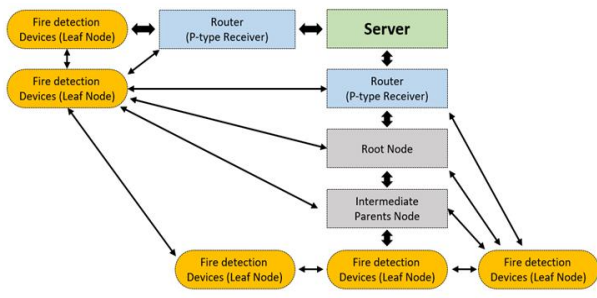 Fire detection
Devices (Leaf Node)
Router
(P-type Receiver)
Server
Fire detection
Devices (Leaf Node)
Router
(P-type Receiver)
Root Node
Intermediate
Parents Node
Fire detection
Devices (Leaf Node)
Fire detection
Devices (Leaf Node)
Fire detection
Devices (Leaf Node)